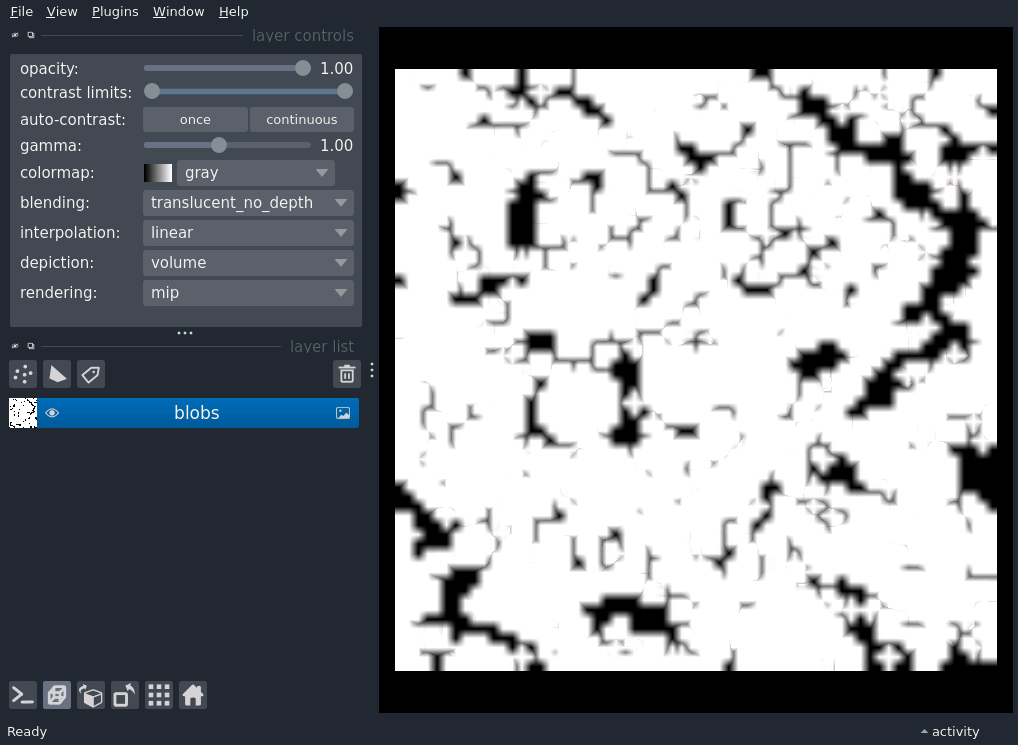 File View Plugins Window Help
layer controls
opacity: 1.00
contrast limits:
auto-contrast: once continuous
gamma: 1.00
colormap: gray
blending: translucent_no_depth
interpolation: linear
depiction: volume
rendering: mip
layer list
blobs
Ready activity